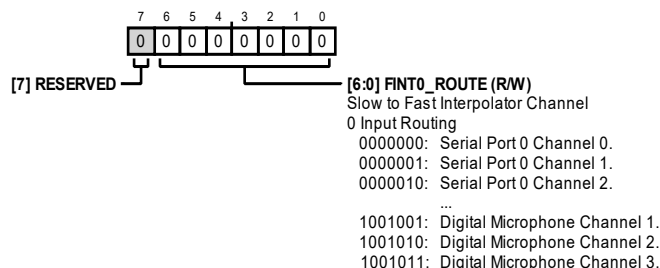 7 6 5 4 3 2 1 0
0 0 0 0 0 0 0 0
[7] RESERVED
[6:0] FINT0_ROUTE (R/W)
Slow to Fast Interpolator Channel
0 Input Routing
0000000: Serial Port 0 Channel 0.
0000001: Serial Port 0 Channel 1.
0000010: Serial Port 0 Channel 2.
...
1001001: Digital Microphone Channel 1.
1001010: Digital Microphone Channel 2.
1001011: Digital Microphone Channel 3.